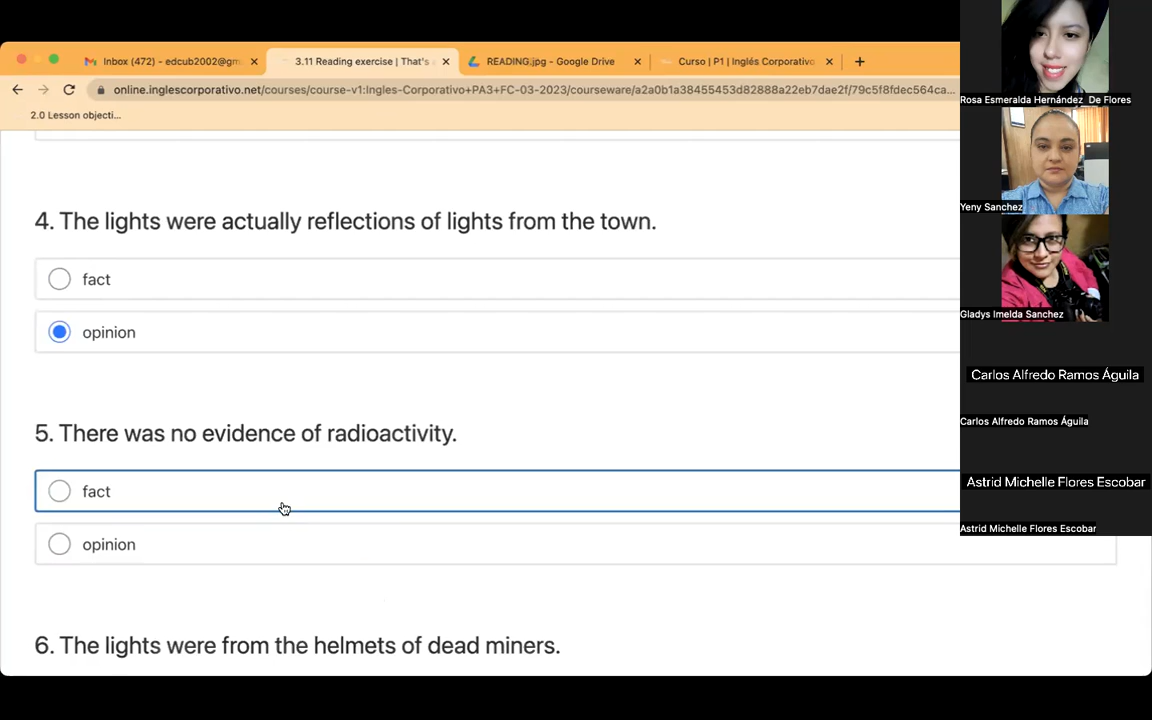 Inbox (472) - edcub2002@gm
3.11 Reading exercise | That's
READING.jpg - Google Drive
Curso | P1 | Inglés Corporativo
online.inglescorporativo.net/courses/course-v1:Ingles-Corporativo+PA3+FC-03-2023/courseware/a2a0b1a38455453d82888a22eb7dae2f/79c5f8fdec564ca...
2.0 Lesson objecti...
4. The lights were actually reflections of lights from the town.
fact
opinion
5. There was no evidence of radioactivity.
fact
opinion
6. The lights were from the helmets of dead miners.
Rosa Esmeralda Hernández De Flores
Yeny Sanchez
Gladys Imelda Sanchez
Carlos Alfredo Ramos Águila
Carlos Alfredo Ramos Águila
Astrid Michelle Flores Escobar
Astrid Michelle Flores Escobar